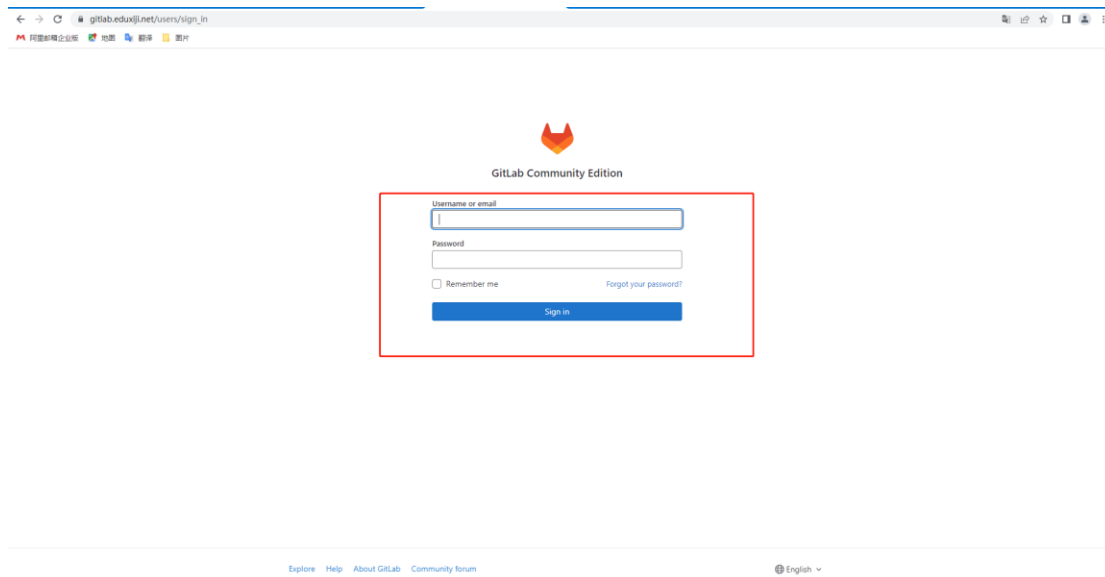 gitlab.eduxiji.net/users/sign_in
阿里邮箱企业版 地图 翻译 图片
GitLab Community Edition
Username or email
Password
Remember me Forgot your password?
Sign in
Explore Help About GitLab Community forum English